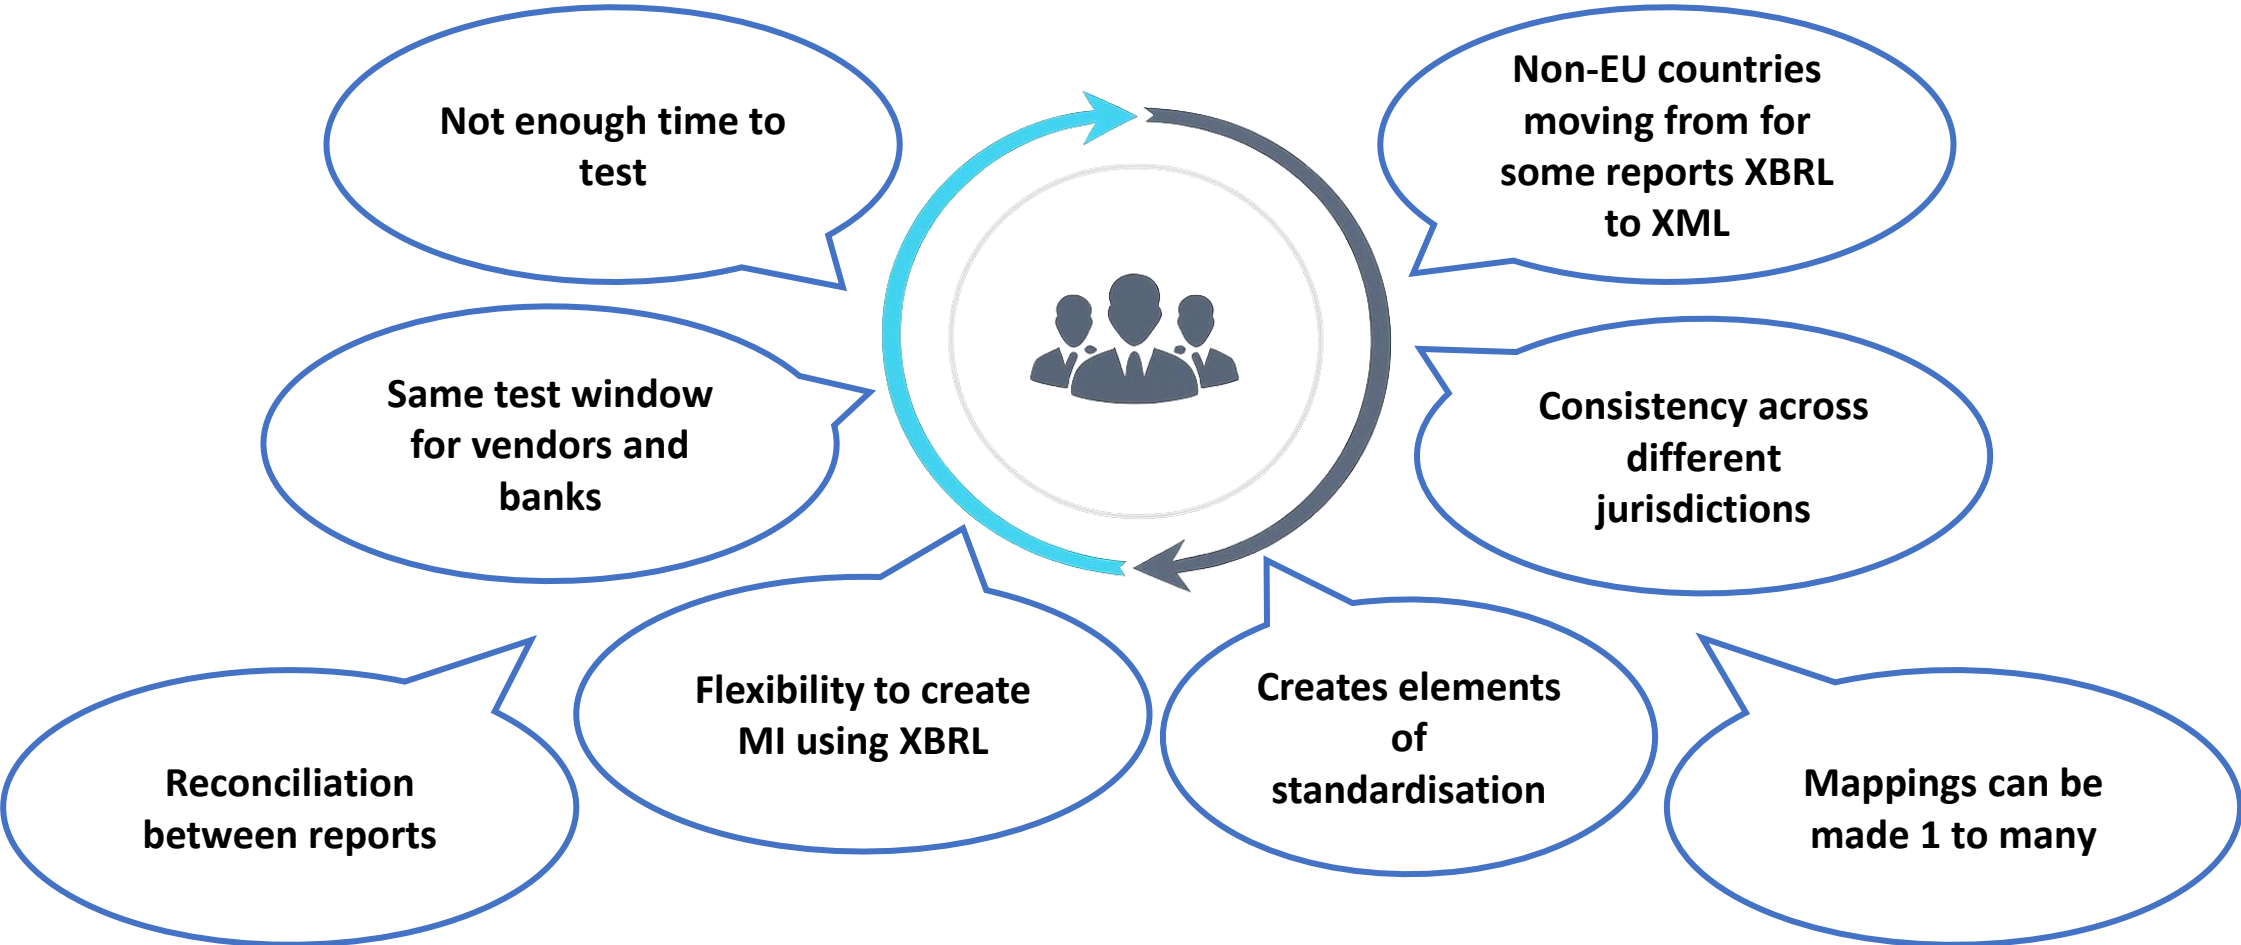 Not enough time to
test
Non-EU countries
moving from for
some reports XBRL
to XML
Same test window
for vendors and
banks
Consistency across
different
jurisdictions
Reconciliation
between reports
Flexibility to create
MI using XBRL
Creates elements
of
standardisation
Mappings can be
made 1 to many